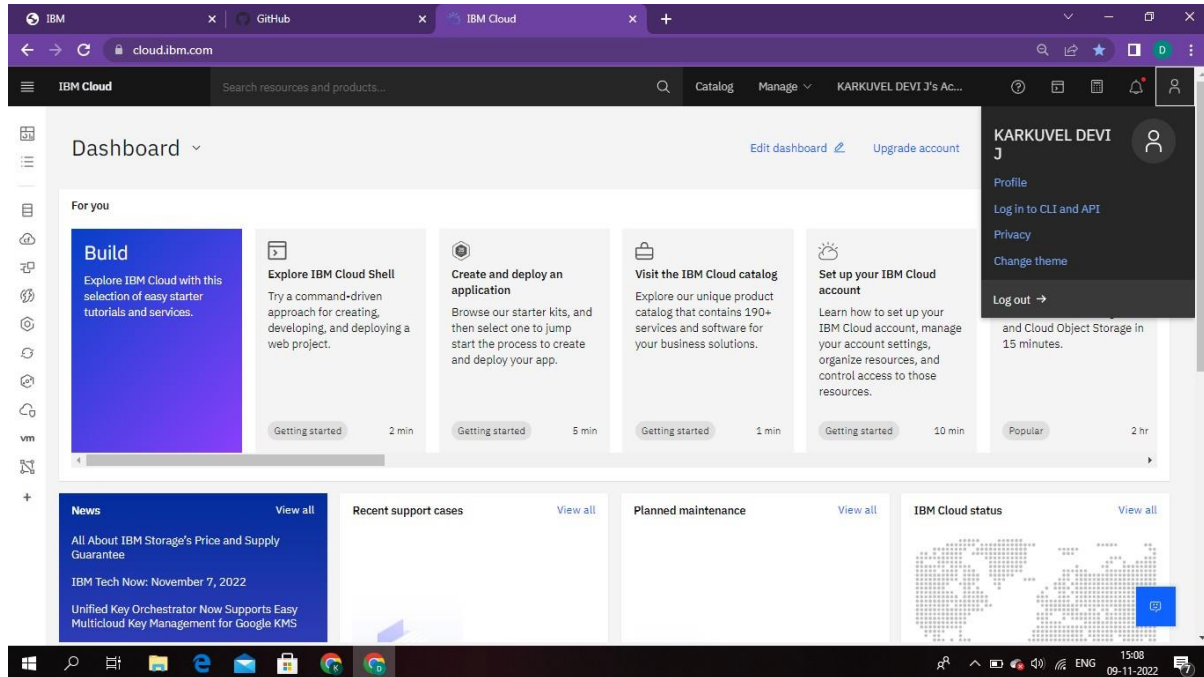 IBM
GitHub
IBM Cloud
cloud.ibm.com
D
IBM Cloud
Search resources and products...
Catalog
Manage
KARKUVEL DEVI J's Ac...
Dashboard
Edit dashboard
Upgrade account
KARKUVEL DEVI
J
Profile
Log in to CLI and API
Privacy
Change theme
Log out →
For you
Build
Explore IBM Cloud with this
selection of easy starter
tutorials and services.
Explore IBM Cloud Shell
Try a command-driven
approach for creating,
developing, and deploying a
web project.
Getting started
2 min
Create and deploy an
application
Browse our starter kits, and
then select one to jump
start the process to create
and deploy your app.
Getting started
5 min
Visit the IBM Cloud catalog
Explore our unique product
catalog that contains 190+
services and software for
your business solutions.
Getting started
1 min
Set up your IBM Cloud
account
Learn how to set up your
IBM Cloud account, manage
your account settings,
organize resources, and
control access to those
resources.
Getting started
10 min
and Cloud Object Storage in
15 minutes.
Popular
2 hr
vm
News
View all
All About IBM Storage's Price and Supply
Guarantee
IBM Tech Now: November 7, 2022
Unified Key Orchestrator Now Supports Easy
Multicloud Key Management for Google KMS
Recent support cases
View all
Planned maintenance
View all
IBM Cloud status
View all
K
D
ENG
15:08
09-11-2022
7